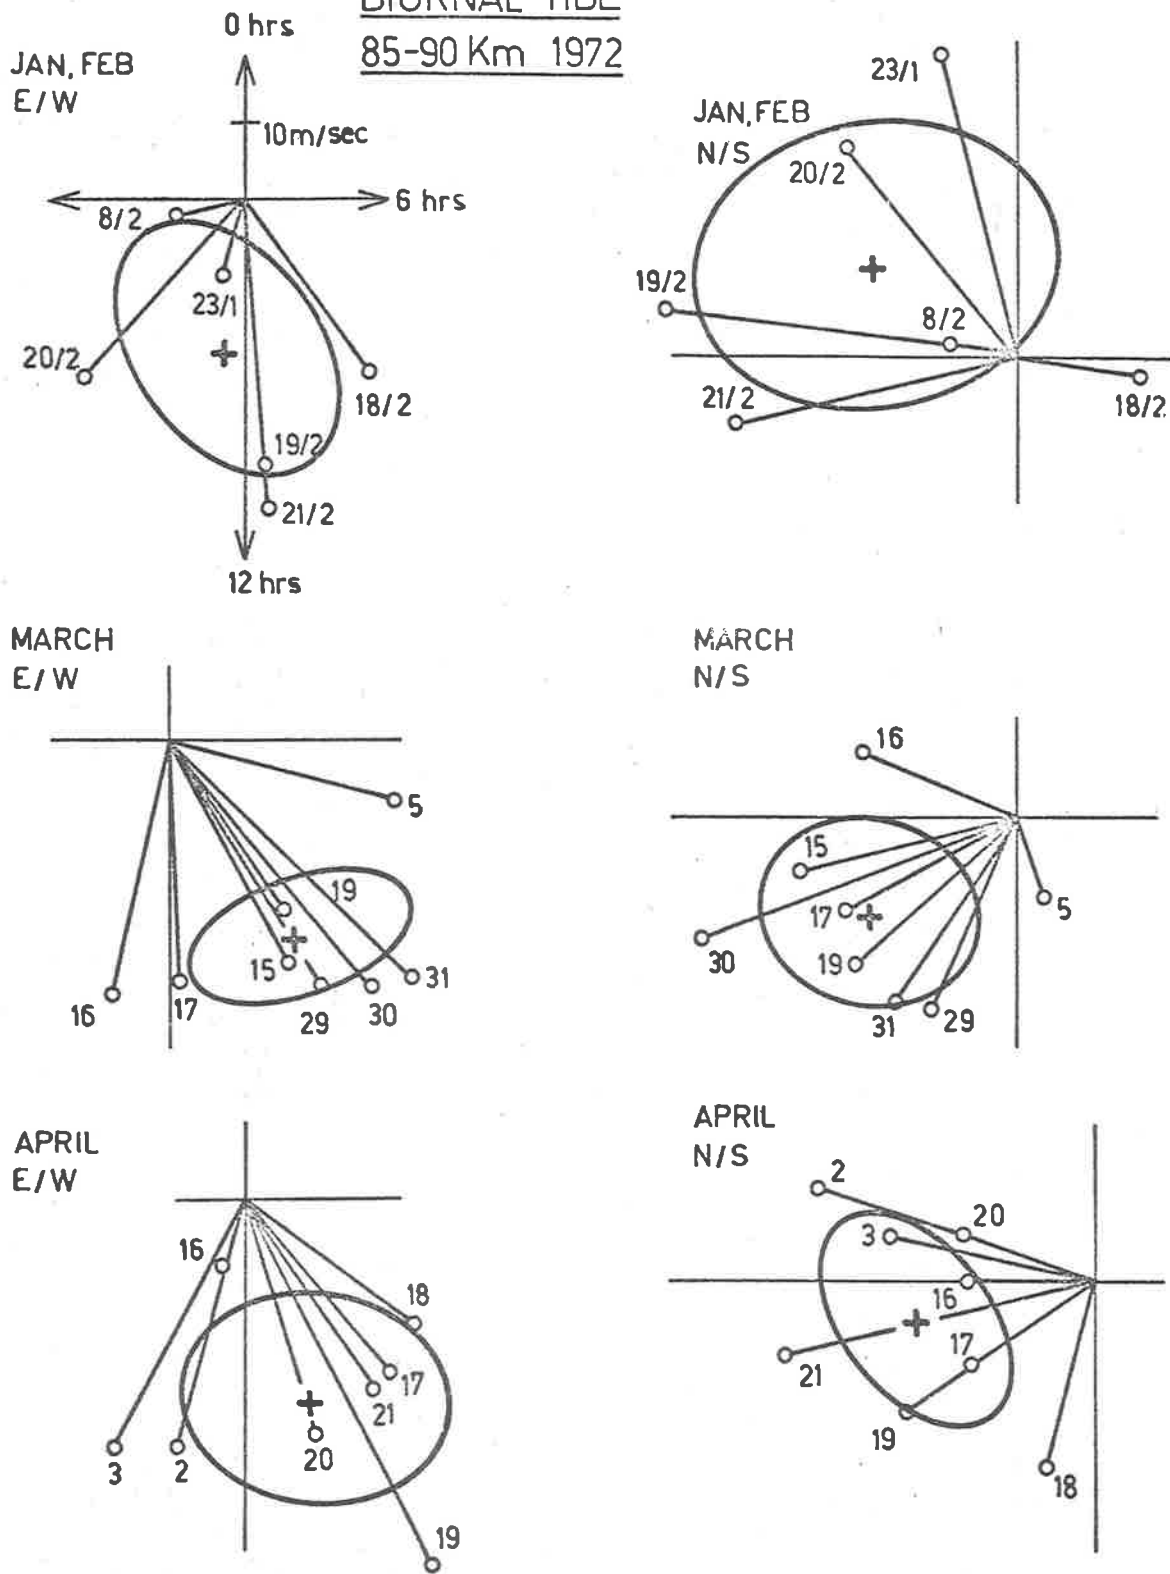 85-90 Km 1972
0 hrs
JAN, FEB
E/W
10m/sec
6 hrs
8/2
23/1
20/2
18/2
19/2
21/2
12 hrs
JAN, FEB
N/S
23/1
20/2
19/2
8/2
21/2
18/2
MARCH
E/W
5
19
15
31
16
17
29
30
MARCH
N/S
16
15
17
5
30
19
31
29
APRIL
E/W
16
18
17
21
20
3
2
19
APRIL
N/S
2
20
3
16
17
21
19
18